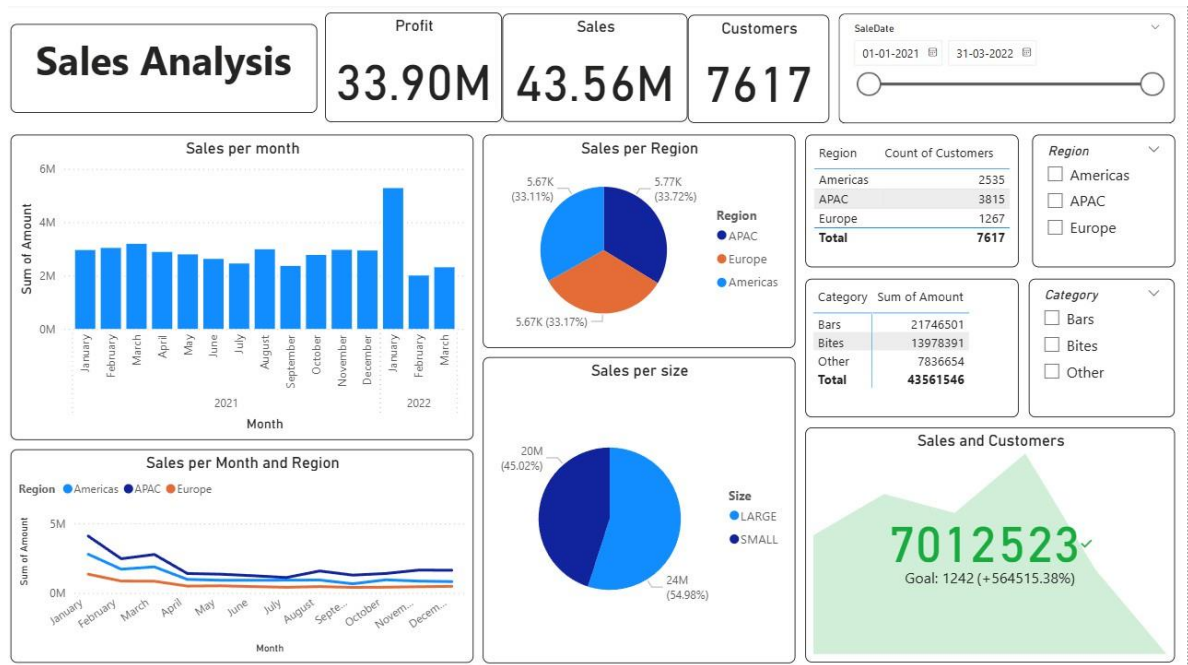 Sales Analysis
Profit
33.90M
Sales
43.56M
Customers
7617
SaleDate
01-01-2021
31-03-2022
Sales per month
Sum of Amount
6M
4M
2M
0M
January
February
March
April
May
June
July
August
September
October
November
December
January
February
March
2021
2022
Month
Sales per Region
5.67K
(33.11%)
5.77K
(33.72%)
5.67K (33.17%)
Region
APAC
Europe
Americas
Region Count of Customers
Americas 2535
APAC 3815
Europe 1267
Total 7617
Region
Americas
APAC
Europe
Category Sum of Amount
Bars 21746501
Bites 13978391
Other 7836654
Total 43561546
Category
Bars
Bites
Other
Sales per Month and Region
Region Americas APAC Europe
Sum of Amount
5M
0M
January
February
March
April
May
June
July
August
Septe...
October
Novem...
Decem...
Month
Sales per size
20M
(45.02%)
24M
(54.98%)
Size
LARGE
SMALL
Sales and Customers
7012523
Goal: 1242 (+564515.38%)